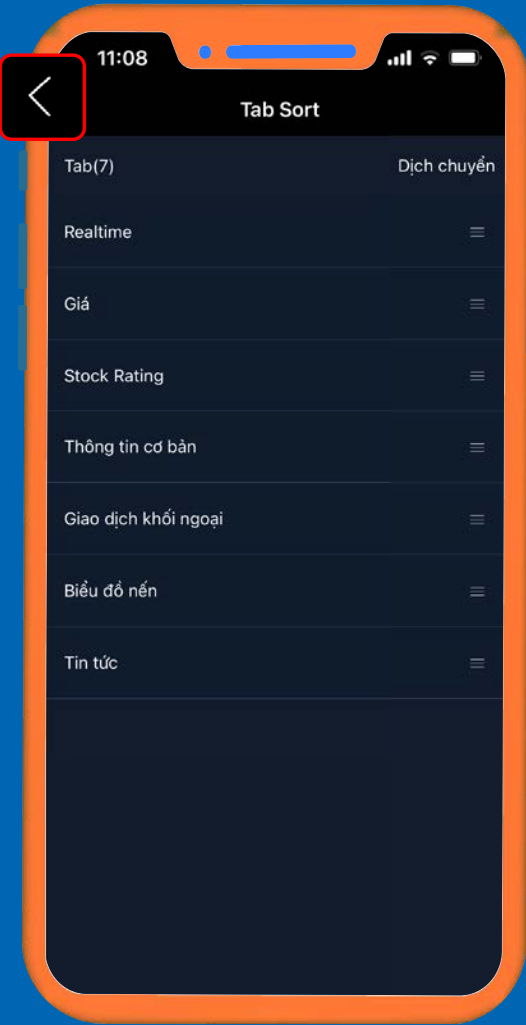 11:08
Tab Sort
Tab(7) Dịch chuyển
Realtime
Giá
Stock Rating
Thông tin cơ bản
Giao dịch khối ngoại
Biểu đồ nến
Tin tức